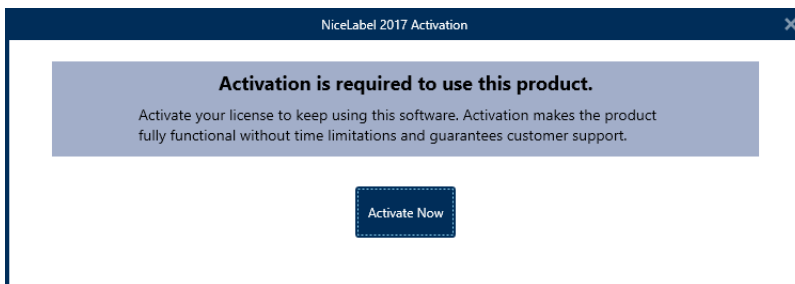 NiceLabel 2017 Activation
Activation is required to use this product.
Activate your license to keep using this software. Activation makes the product
fully functional without time limitations and guarantees customer support.
Activate Now